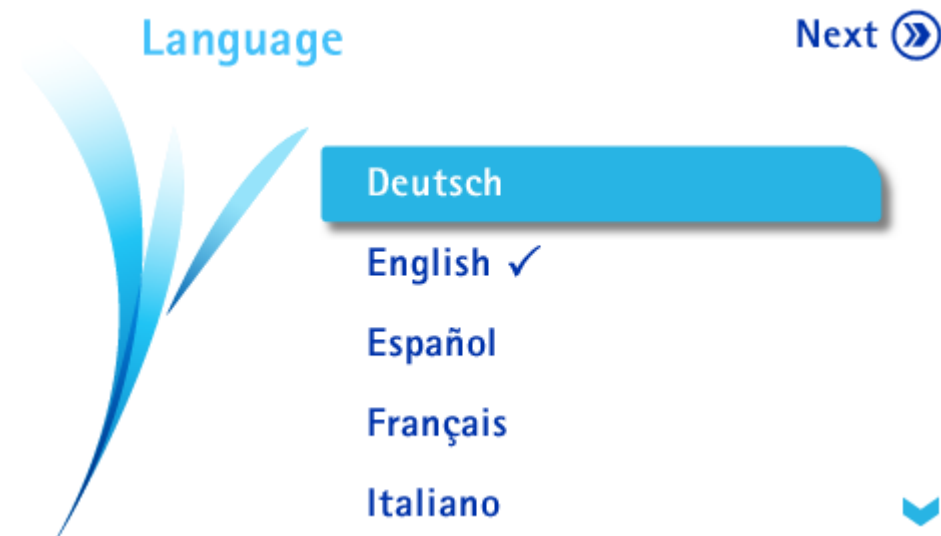 Language
Next
Deutsch
English ✓
Español
Français
Italiano